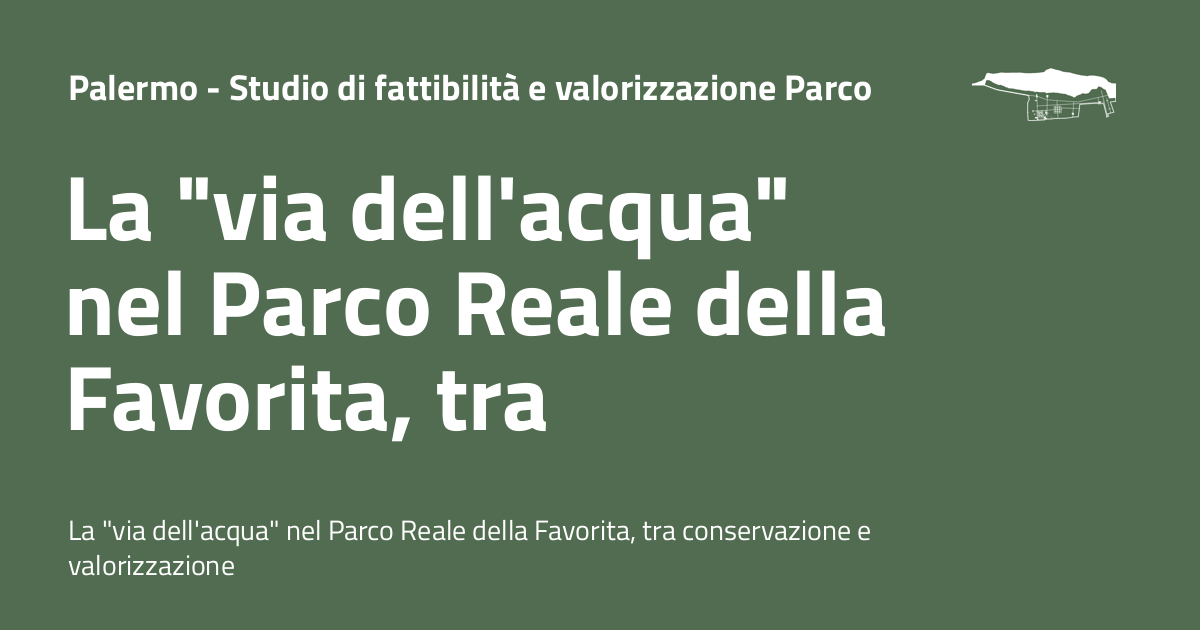 Palermo - Studio di fattibilità e valorizzazione Parco
La "via dell'acqua"
nel Parco Reale della
Favorita, tra
La "via dell'acqua" nel Parco Reale della Favorita, tra conservazione e
valorizzazione